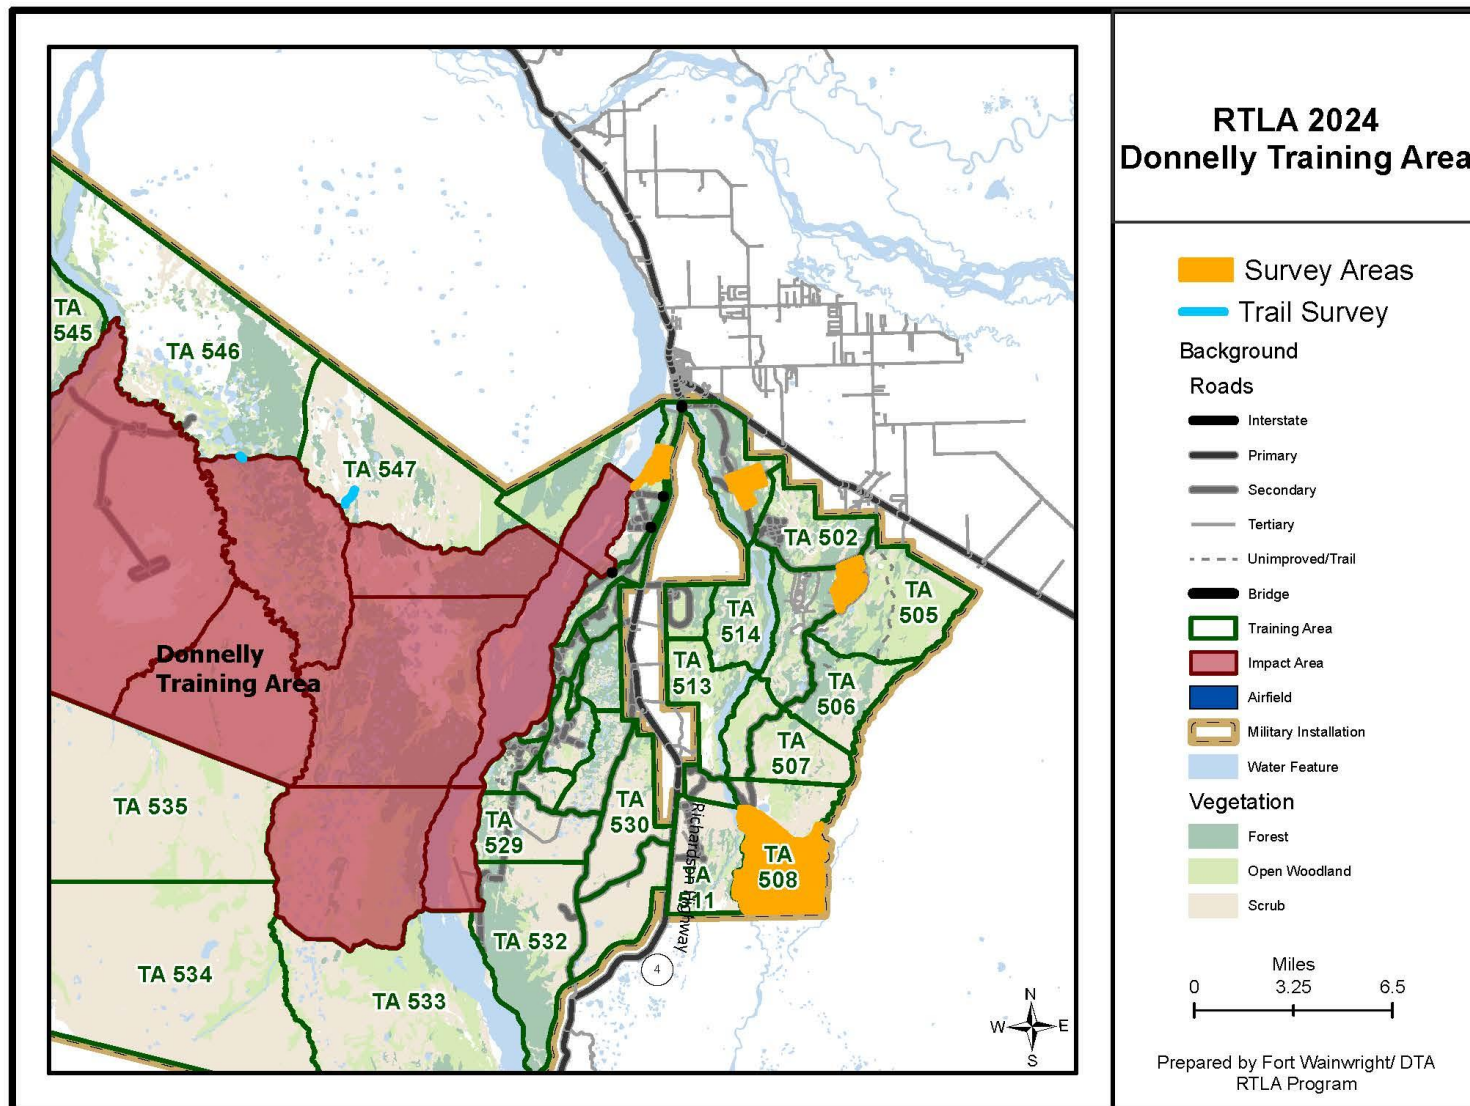 RTLA 2024
Donnelly Training Area
Survey Areas
Trail Survey
Background
Roads
Interstate
Primary
Secondary
Tertiary
Unimproved/Trail
Bridge
Training Area
Impact Area
Airfield
Military Installation
Water Feature
Vegetation
Forest
Open Woodland
Scrub
Miles
0 3.25 6.5
Prepared by Fort Wainwright/ DTA
RTLA Program
TA
545
TA 546
TA 547
TA 502
TA
505
TA
514
TA
513
TA
506
TA
507
Donnelly
Training Area
TA 535
TA
529
TA
530
TA
508
TA
511
Richardson Highway
TA 532
TA 534
TA 533
4
N
W E
S